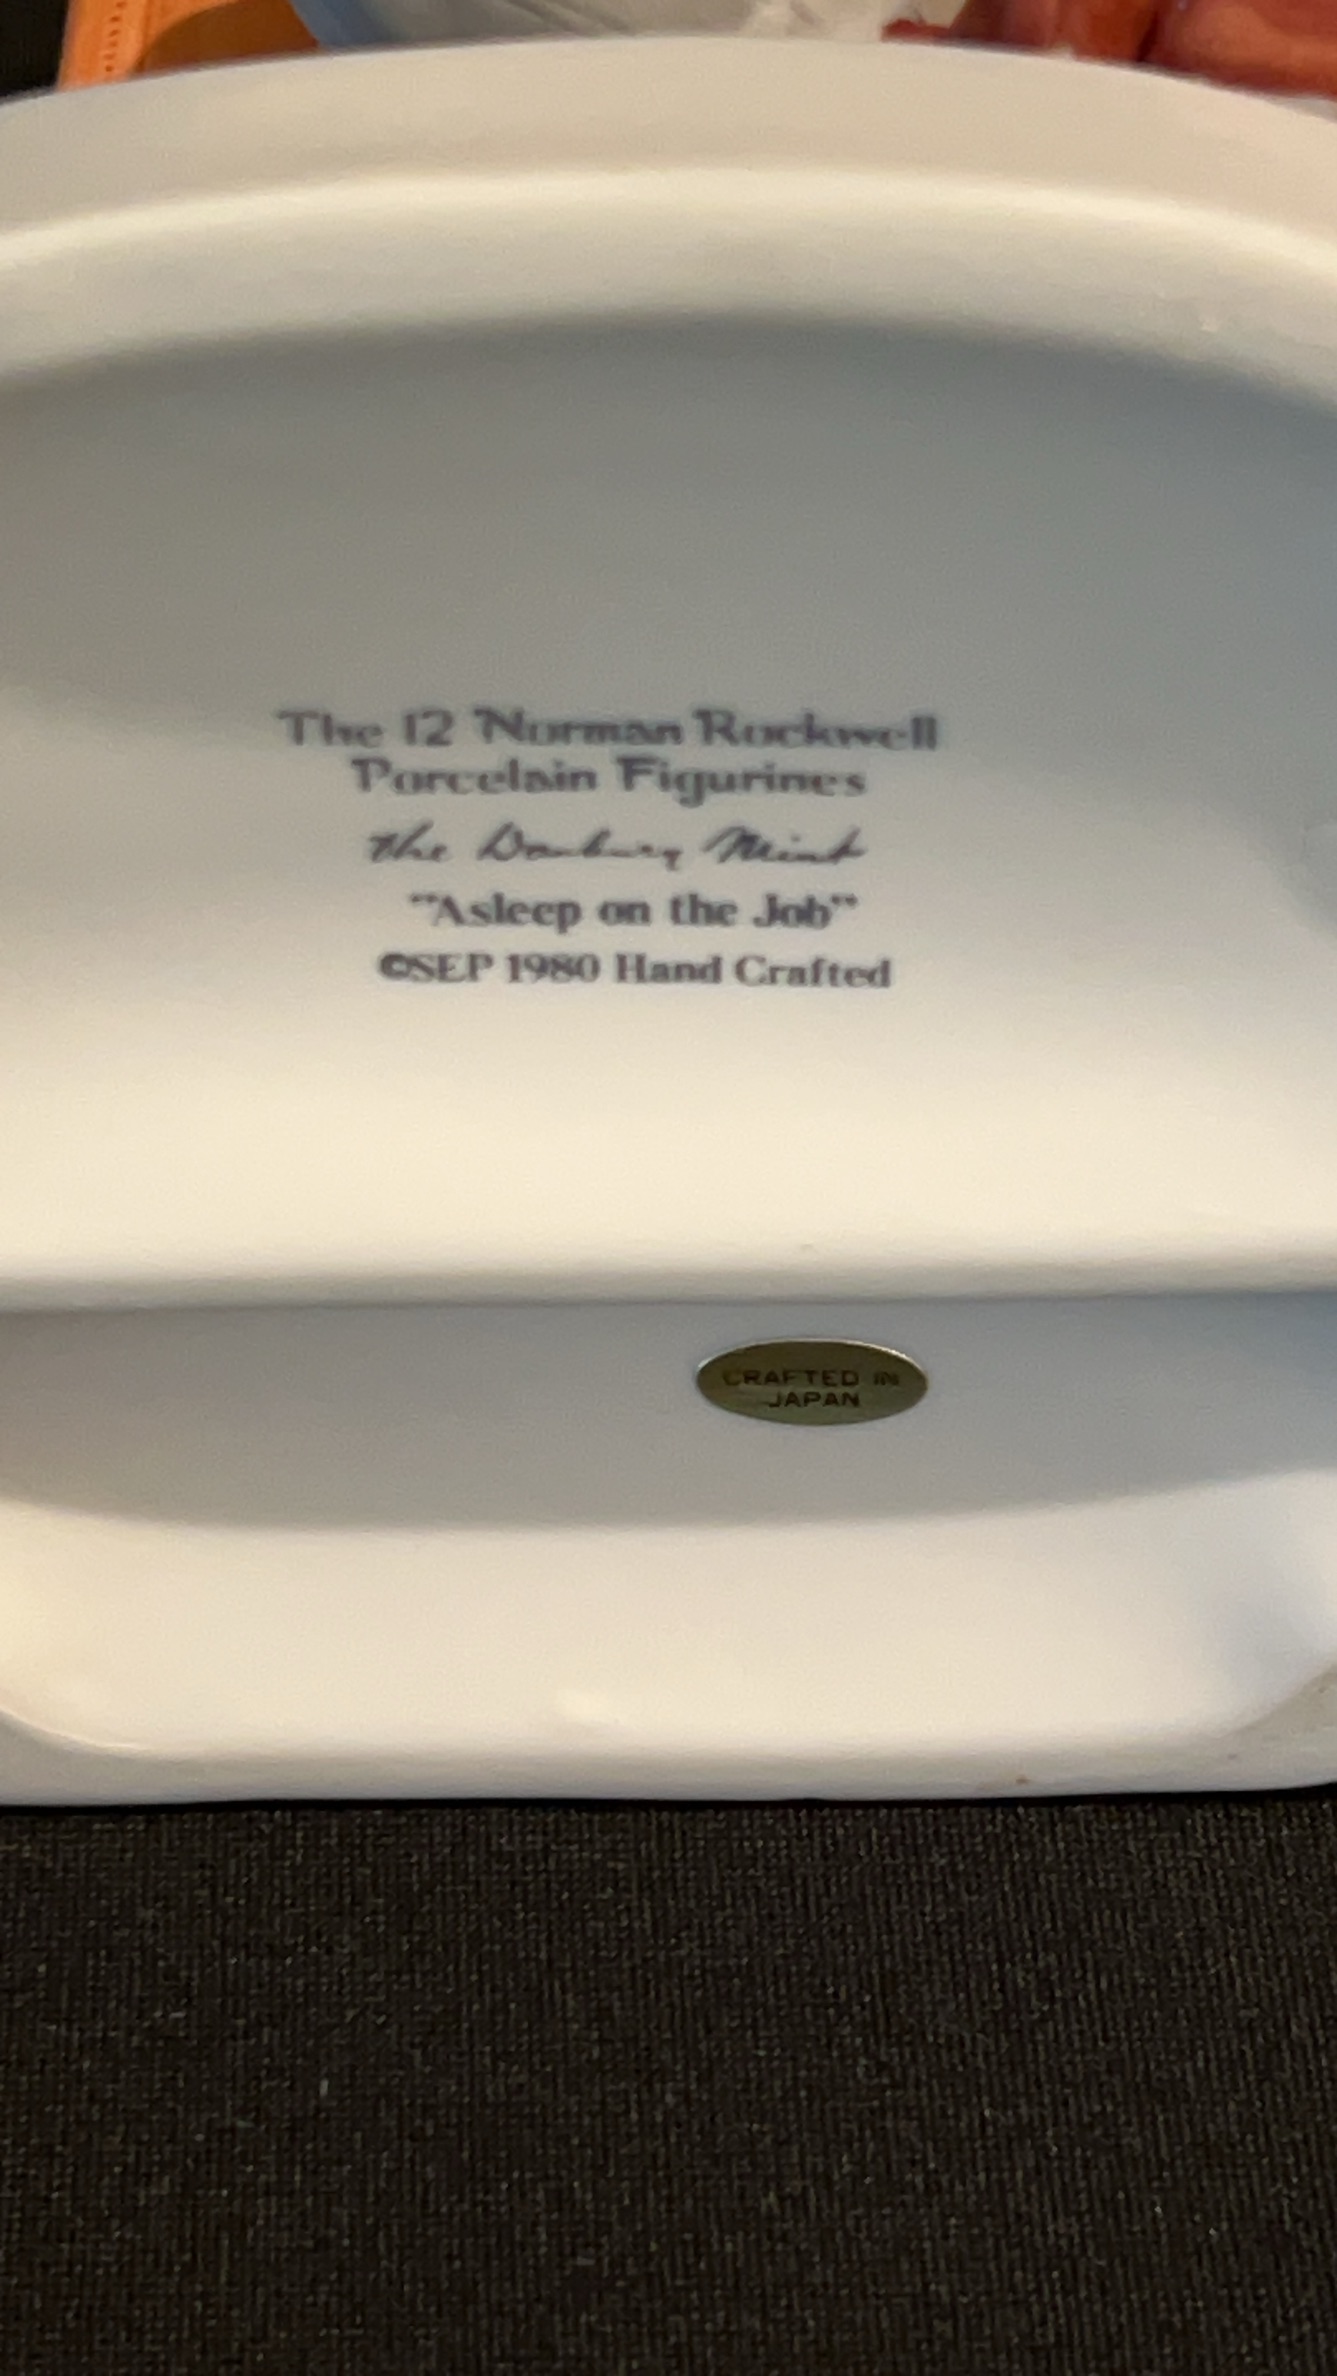 The 12 Norman Rockwell
Porcelain Figurines
the Danbury Mint
"Asleep on the Job"
©SEP 1980 Hand Crafted
CRAFTED IN
JAPAN